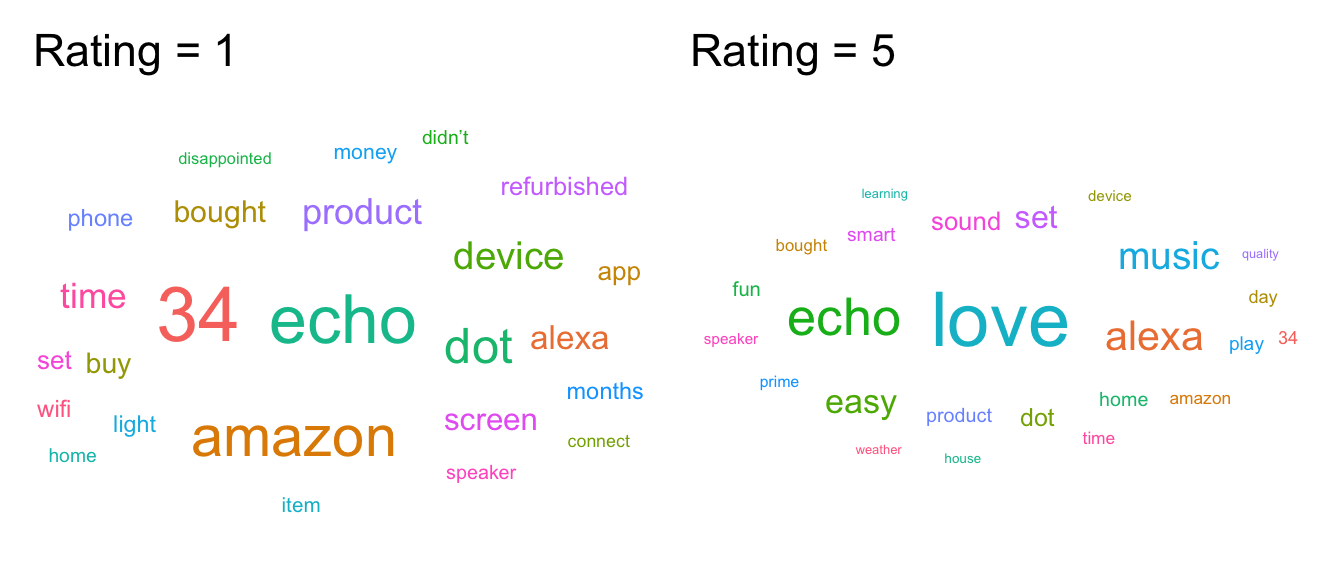 Rating = 1
didn’t
money
disappointed
refurbished
bought
product
phone
device
app
time
34
echo
dot
alexa
set
buy
months
wifi
light
amazon
screen
connect
home
speaker
item
Rating = 5
learning
device
sound
set
smart
bought
music
quality
fun
day
echo
love
alexa
speaker
play
34
prime
easy
home
amazon
product
dot
time
weather
house